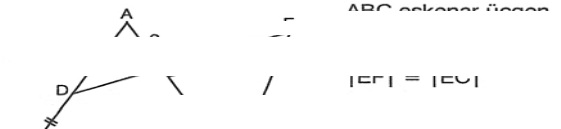 A
ABC eşkenar üçgen
D
|EF| = |EC|